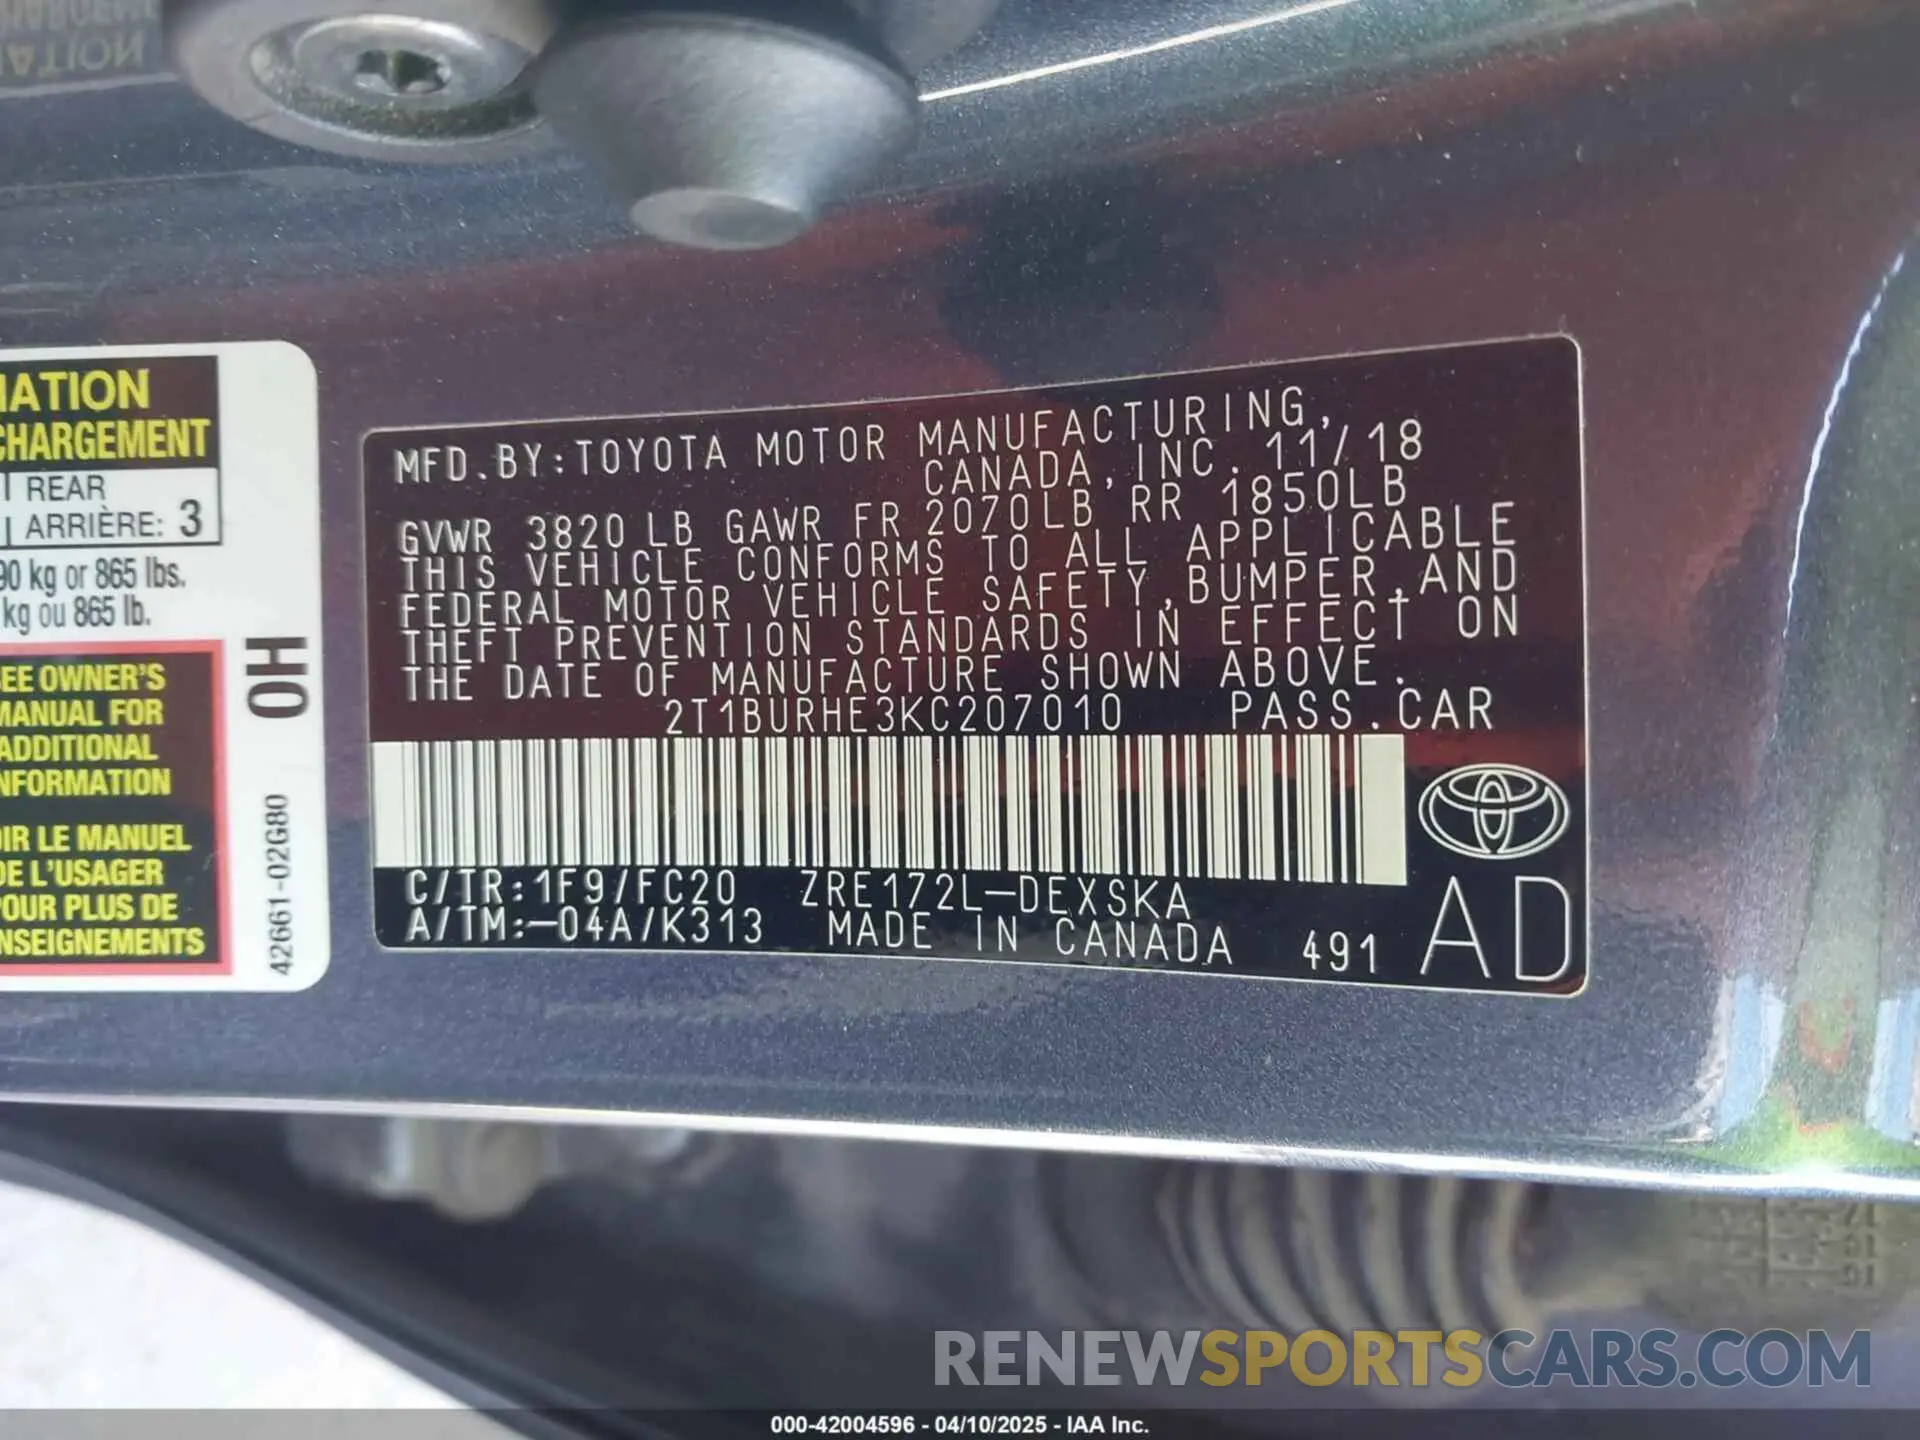 IATION
CHARGEMENT
REAR
ARRIÈRE: 3
90 kg or 865 lbs.
kg ou 865 lb.
EE OWNER'S
MANUAL FOR
ADDITIONAL
NFORMATION
OIR LE MANUEL
DE L'USAGER
POUR PLUS DE
NSEIGNEMENTS
0H
42661-02G80
MFD.BY:TOYOTA MOTOR MANUFACTURING,
CANADA,INC. 11/18
GVWR 3820LB GAWR FR 2070LB RR 1850LB
THIS VEHICLE CONFORMS TO ALL APPLICABLE
FEDERAL MOTOR VEHICLE SAFETY,BUMPER,AND
THEFT PREVENTION STANDARDS IN EFFECT ON
THE DATE OF MANUFACTURE SHOWN ABOVE.
2T1BURHE3KC207010 PASS.CAR
C/TR:1F9/FC20 ZRE172L-DEXSKA
A/TM:-04A/K313 MADE IN CANADA 491
AD
RENEWSPORTSCARS.COM
000-42004596 - 04/10/2025 - IAA Inc.